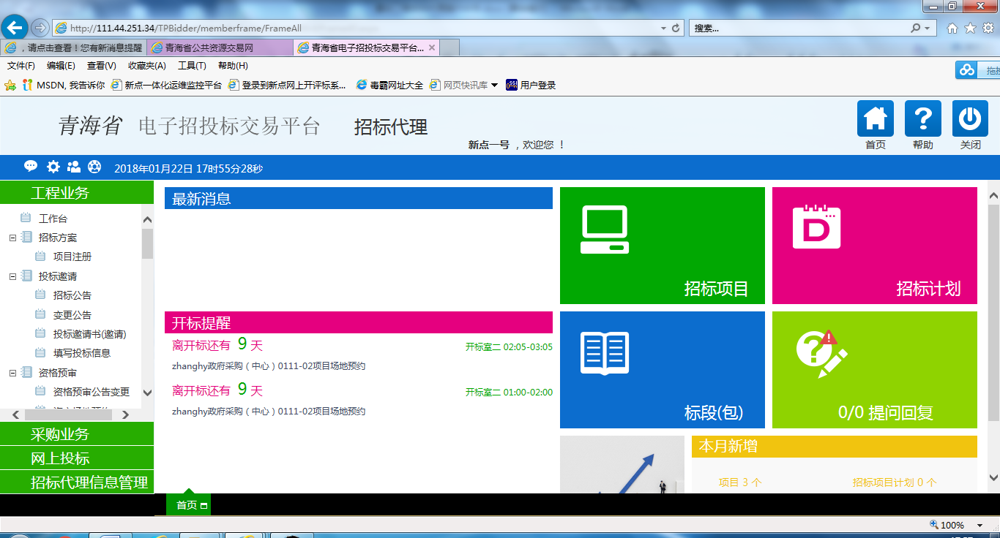 http://111.44.251.34/TPBidder/memberframe/FrameAll
搜索...
，请点击查看！您有新消息提醒
青海省公共资源交易网
青海省电子招投标交易平台...
文件(F) 编辑(E) 查看(V) 收藏夹(A) 工具(T) 帮助(H)
MSDN, 我告诉你 新点一体化运维监控平台 登录到新点网上开评标系... 毒霸网址大全 网页快讯库 用户登录
青海省 电子招投标交易平台 招标代理
新点一号 ，欢迎您 ！
首页 帮助 关闭
2018年01月22日 17时55分28秒
工程业务
工作台
招标方案
项目注册
投标邀请
招标公告
变更公告
投标邀请书(邀请)
填写投标信息
资格预审
资格预审公告变更
采购业务
网上投标
招标代理信息管理
最新消息
开标提醒
离开标还有 9 天 开标室二 02:05-03:05
zhanghy政府采购（中心）0111-02项目场地预约
离开标还有 9 天 开标室二 01:00-02:00
zhanghy政府采购（中心）0111-02项目场地预约
招标项目
D
招标计划
标段(包)
0/0 提问回复
本月新增
项目 3 个 招标项目计划 0 个
首页
100%